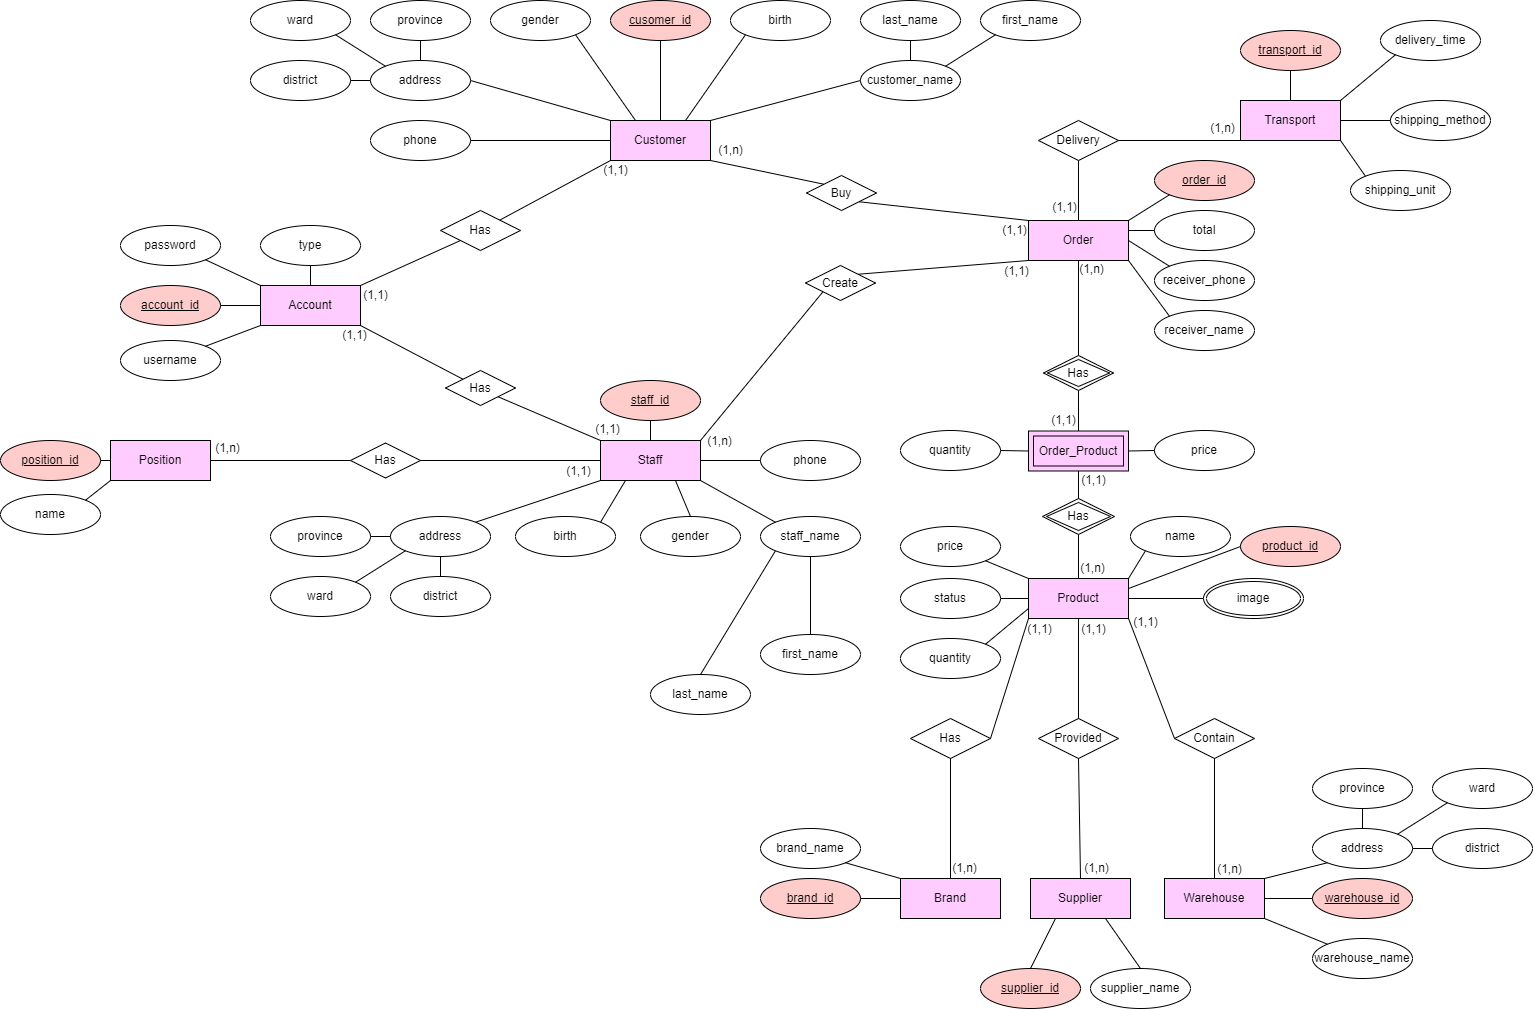 ward
province
gender
cusomer_id
birth
last_name
first_name
transport_id
delivery_time
district
address
customer_name
phone
Customer
(1,n)
(1,1)
Delivery
(1,n)
Transport
shipping_method
shipping_unit
Buy
order_id
(1,1)
(1,1)
Order
total
receiver_phone
receiver_name
(1,1)
(1,n)
Has
password
type
account_id
Account
(1,1)
(1,1)
username
Create
Has
Has
staff_id
(1,1)
(1,n)
(1,1)
position_id
Position
(1,n)
Has
(1,1)
Staff
phone
quantity
Order_Product
price
(1,1)
name
province
address
birth
gender
staff_name
ward
district
first_name
last_name
Has
price
name
product_id
(1,n)
status
Product
image
quantity
(1,1)
(1,1)
(1,1)
Has
Provided
Contain
province
ward
brand_name
address
district
(1,n)
(1,n)
(1,n)
brand_id
Brand
Supplier
Warehouse
warehouse_id
warehouse_name
supplier_id
supplier_name